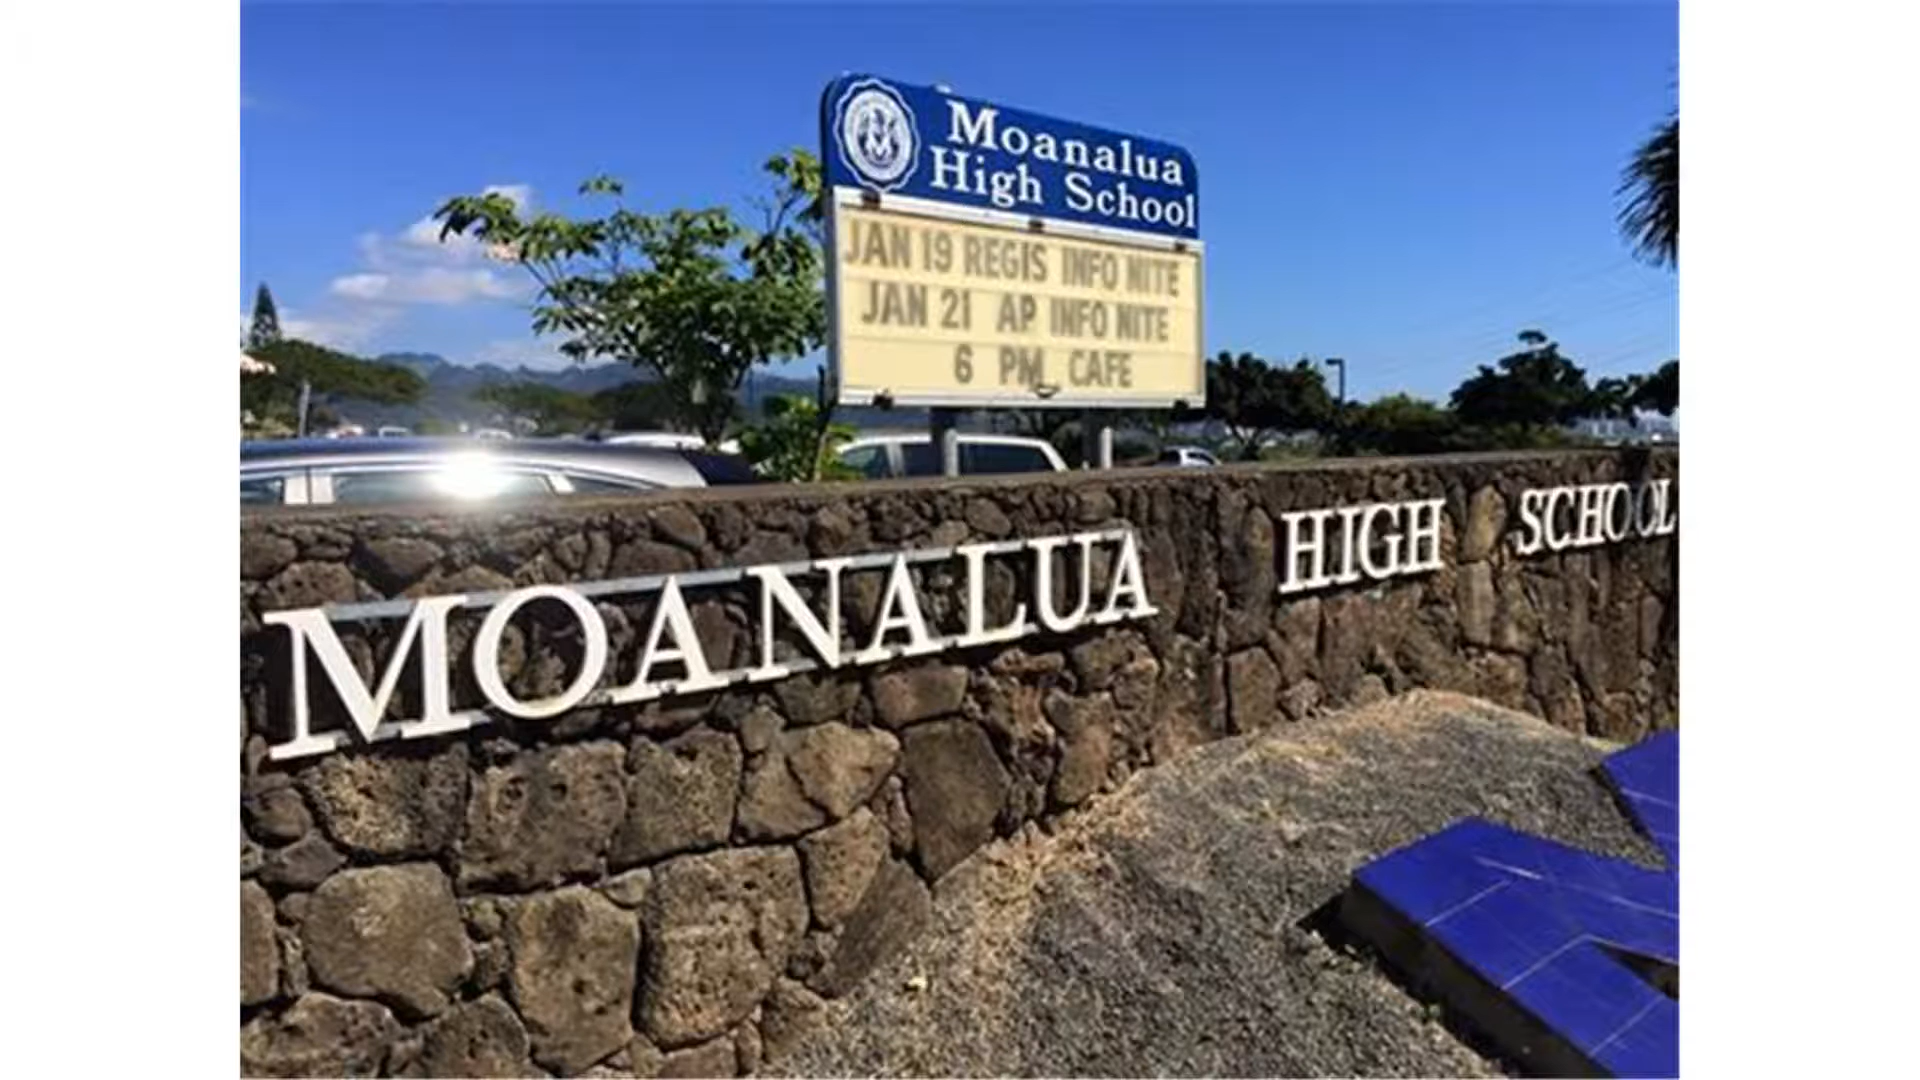 Moanalua
High School
JAN 19 REGIS INFO NITE
JAN 21 AP INFO NITE
6 PM CAFE
MOANALUA HIGH SCHOOL